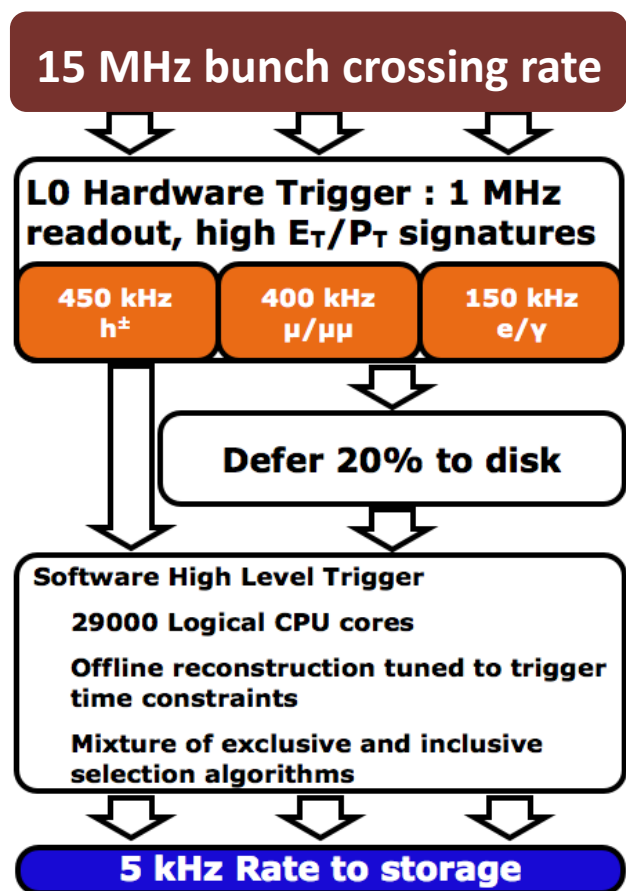 15 MHz bunch crossing rate
L0 Hardware Trigger : 1 MHz
readout, high E_T/P_T signatures
450 kHz
h±
400 kHz
μ/μμ
150 kHz
e/γ
Defer 20% to disk
Software High Level Trigger
29000 Logical CPU cores
Offline reconstruction tuned to trigger
time constraints
Mixture of exclusive and inclusive
selection algorithms
5 kHz Rate to storage